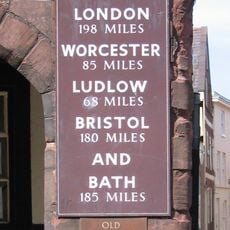 LONDON
198 MILES
WORCESTER
85 MILES
LUDLOW
68 MILES
BRISTOL
180 MILES
AND
BATH
185 MILES
OLD